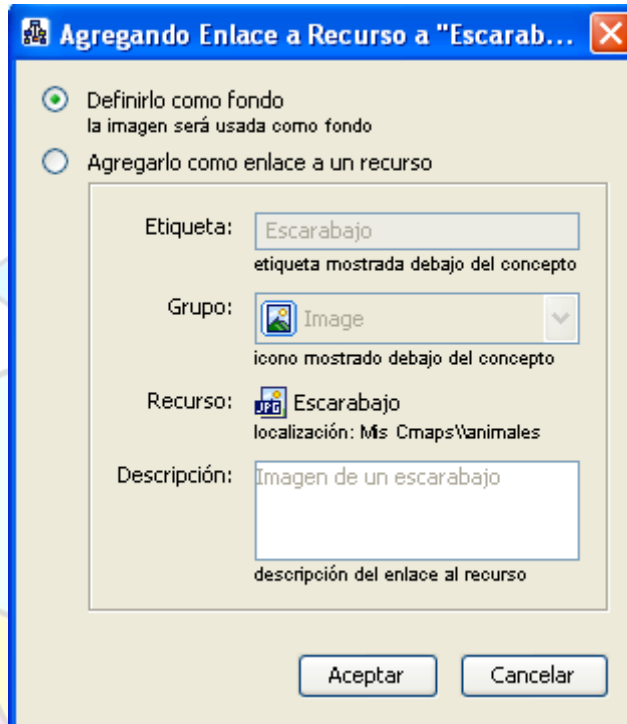 Agregando Enlace a Recurso a "Escarab...
Definirlo como fondo
la imagen será usada como fondo
Agregarlo como enlace a un recurso
Etiqueta: Escarabajo
etiqueta mostrada debajo del concepto
Grupo: Image
icono mostrado debajo del concepto
Recurso: JPG Escarabajo
localización: Mis Cmaps\\animales
Descripción: Imagen de un escarabajo
descripción del enlace al recurso
Aceptar Cancelar